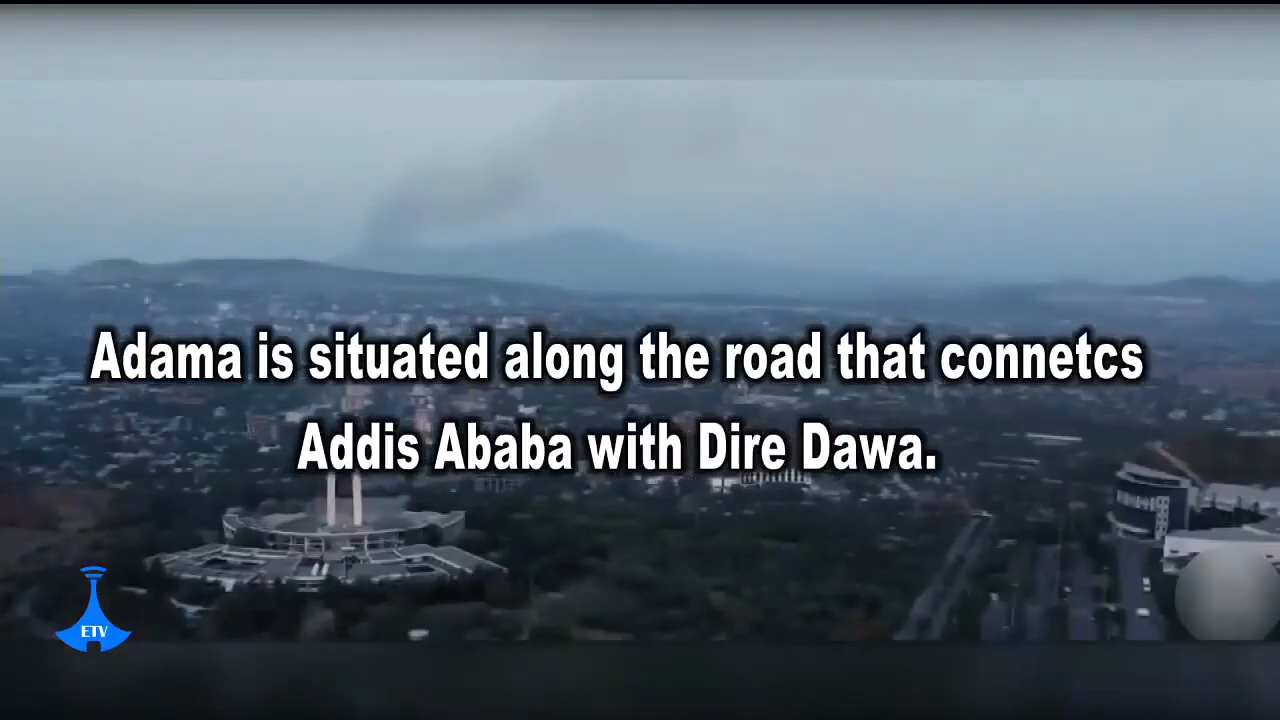 Adama is situated along the road that connetcs
Addis Ababa with Dire Dawa.
ETV